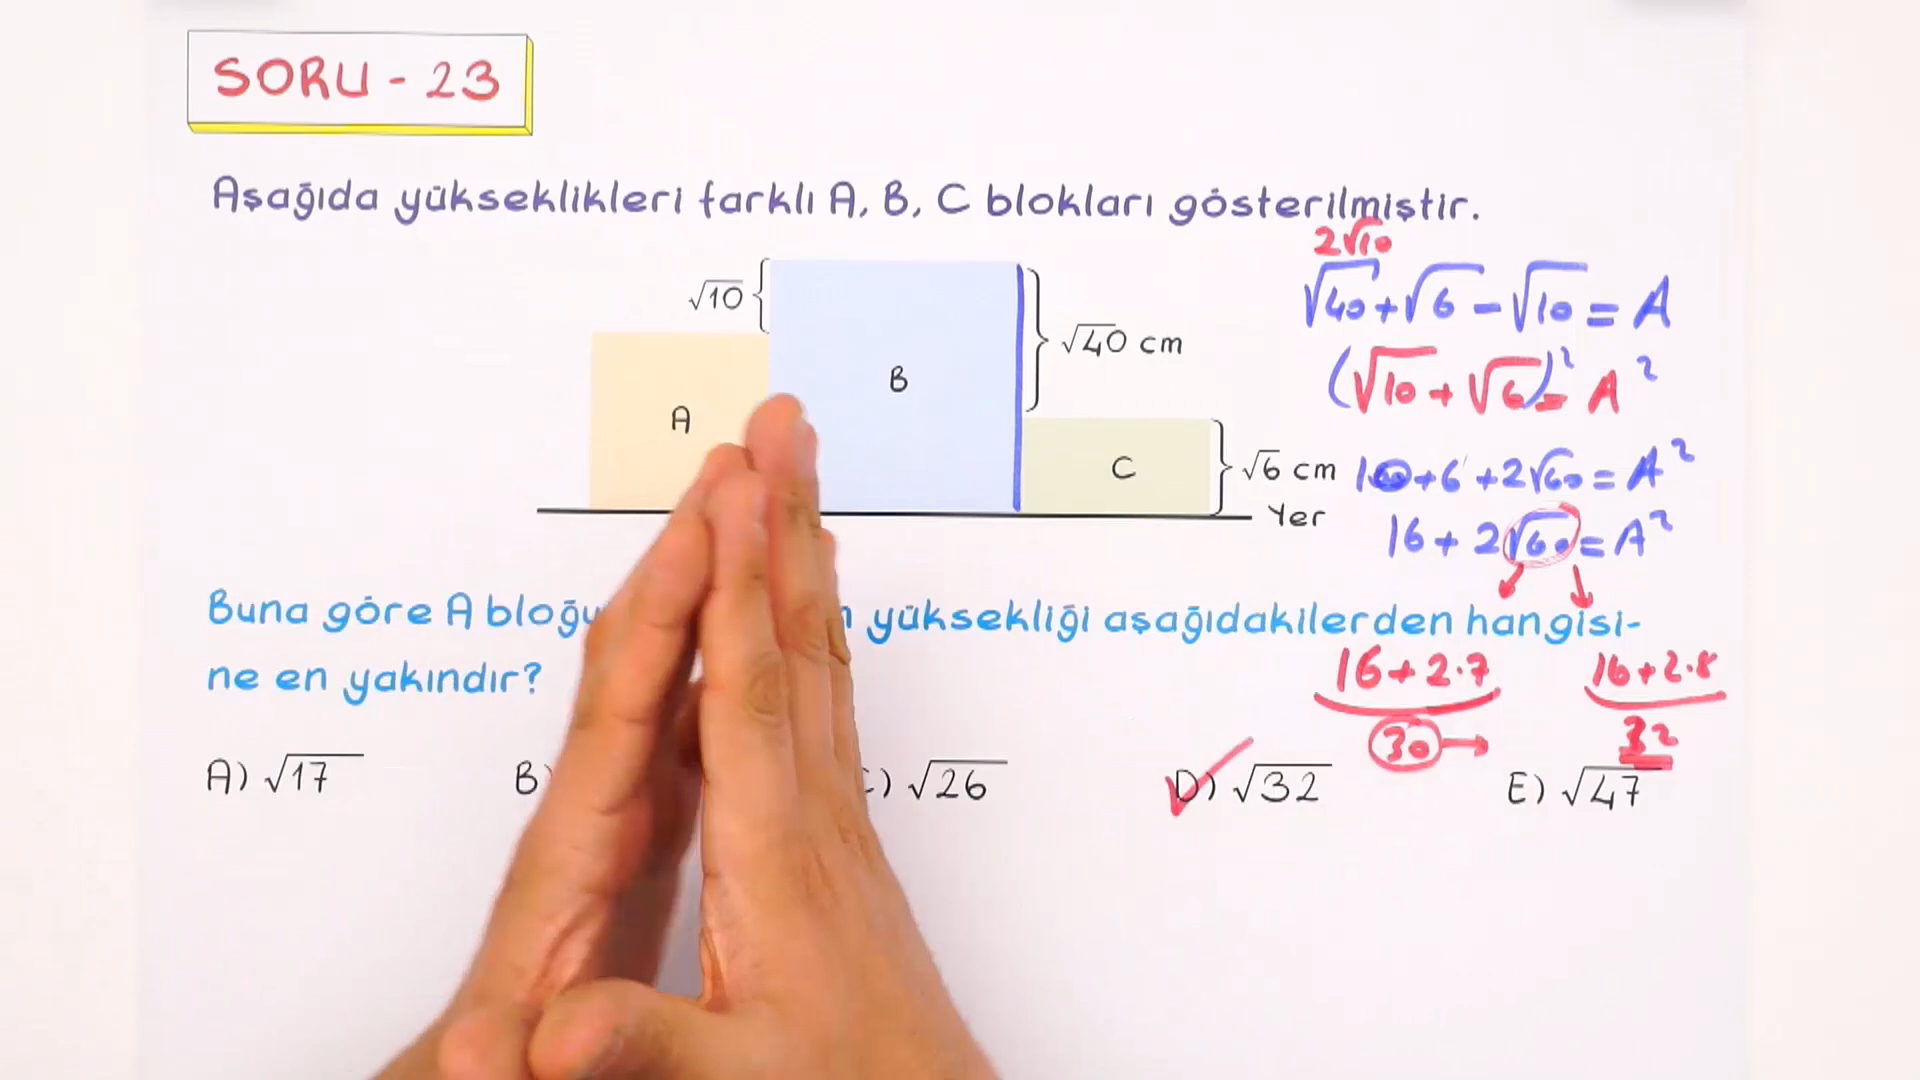 SORU - 23
Aşağıda yükseklikleri farklı A, B, C blokları gösterilmiştir.
2√10
√40 + √6 - √10 = A
√10
B
√40 cm
(√10 + √6)² = A²
A
C
√6 cm
10 + 6 + 2√60 = A²
Yer
16 + 2√60 = A²
Buna göre A yüksekliği aşağıdakilerden hangisi-
ne en yakındır?
16 + 2.7
16 + 2.8
30
32
A) √17
B)
√26
D) √32
E) √47